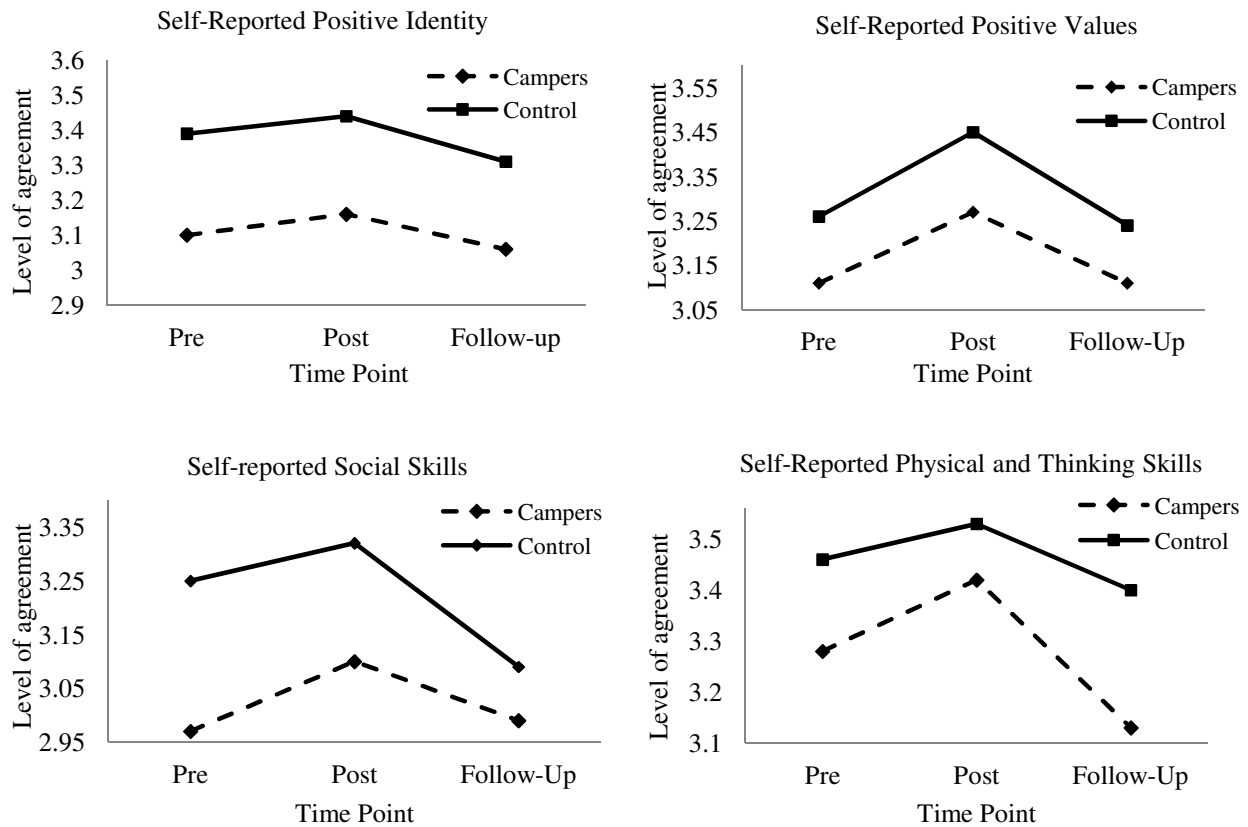 Self-Reported Positive Identity
Level of agreement
3.6
3.5
3.4
3.3
3.2
3.1
3
2.9
Campers
Control
Pre
Post
Follow-up
Time Point
Self-Reported Positive Values
Level of agreement
3.55
3.45
3.35
3.25
3.15
3.05
Campers
Control
Pre
Post
Follow-Up
Time Point
Self-reported Social Skills
Level of agreement
3.35
3.25
3.15
3.05
2.95
Campers
Control
Pre
Post
Follow-Up
Time Point
Self-Reported Physical and Thinking Skills
Level of agreement
3.5
3.4
3.3
3.2
3.1
Campers
Control
Pre
Post
Follow-Up
Time Point